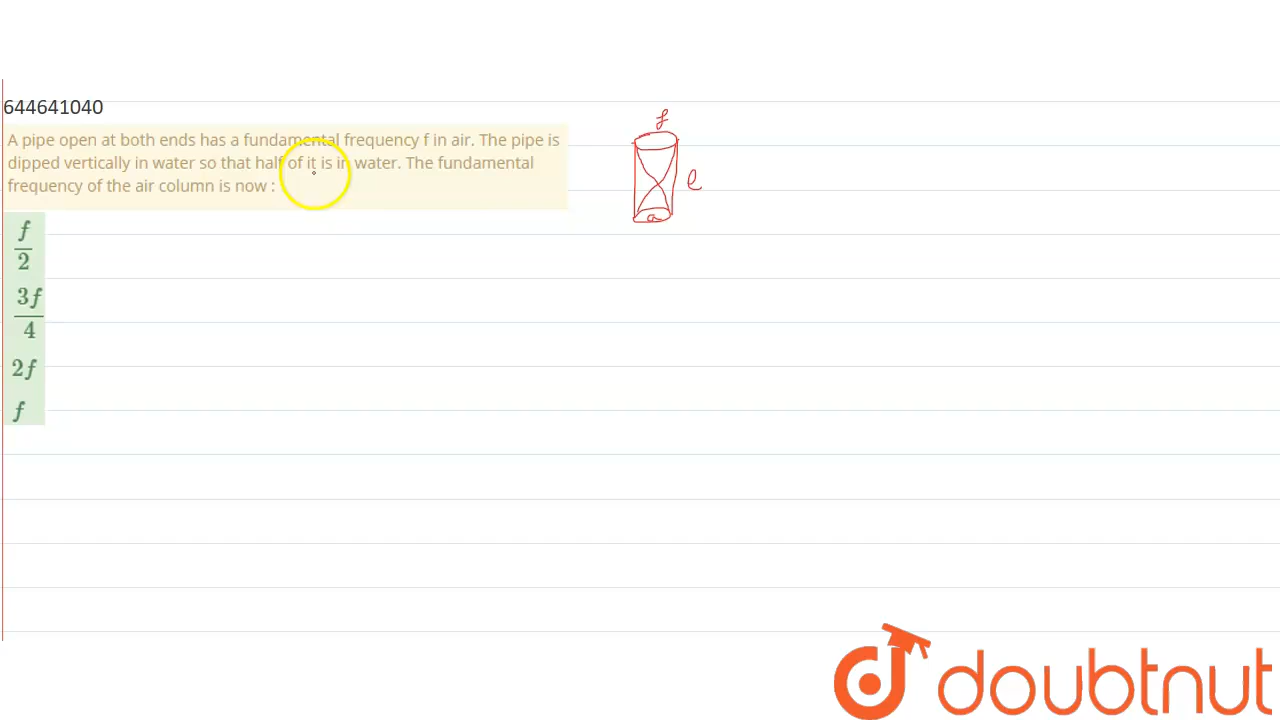 644641040
A pipe open at both ends has a fundamental frequency f in air. The pipe is
dipped vertically in water so that half of it is in water. The fundamental
frequency of the air column is now :
f
2
3f
4
2f
f
f
l
a
doubtnut